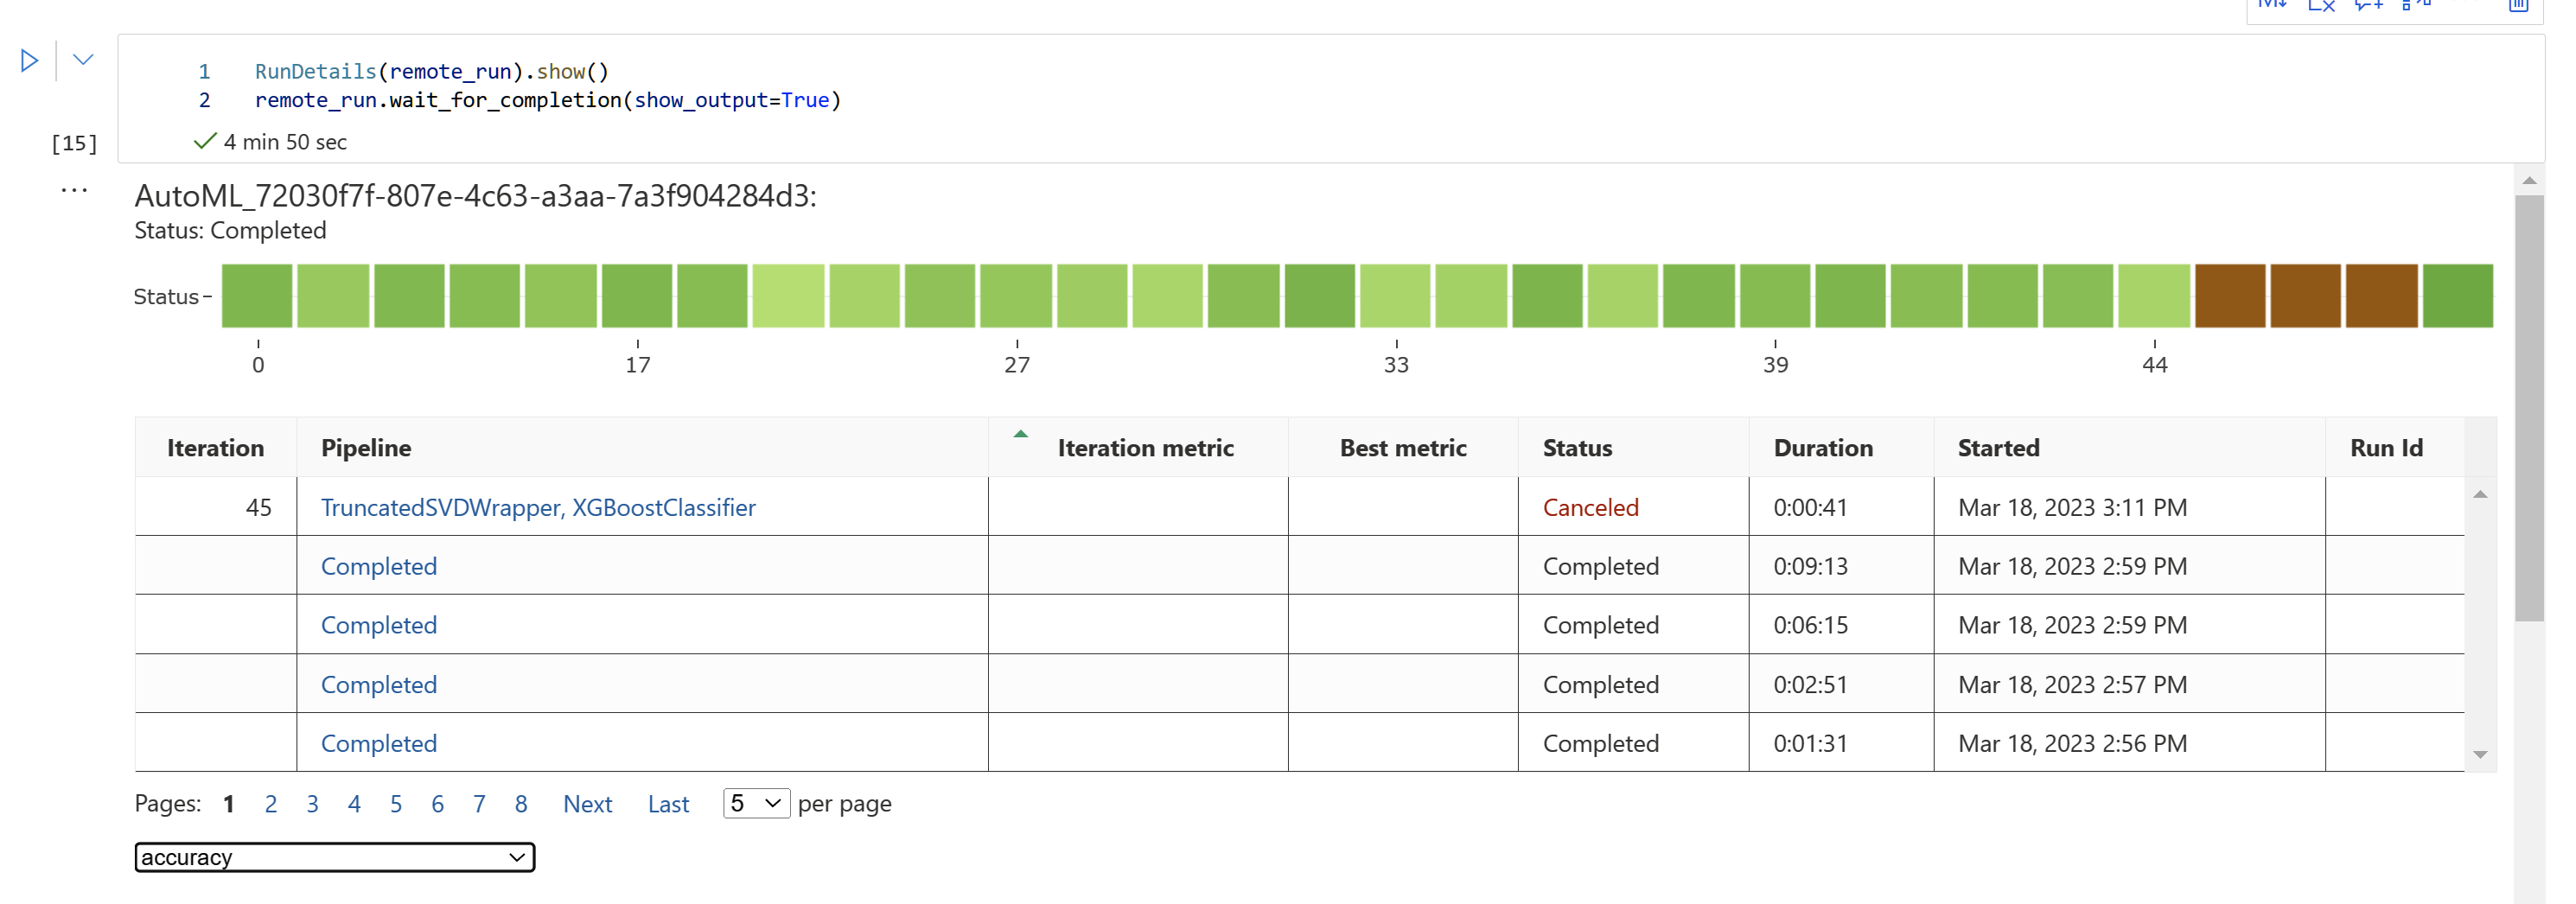 1 RunDetails(remote_run).show()
2 remote_run.wait_for_completion(show_output=True)
[15] 4 min 50 sec
AutoML_72030f7f-807e-4c63-a3aa-7a3f904284d3:
Status: Completed
Status
0 17 27 33 39 44
Iteration Pipeline Iteration metric Best metric Status Duration Started Run Id
45 TruncatedSVDWrapper, XGBoostClassifier Canceled 0:00:41 Mar 18, 2023 3:11 PM
Completed Completed 0:09:13 Mar 18, 2023 2:59 PM
Completed Completed 0:06:15 Mar 18, 2023 2:59 PM
Completed Completed 0:02:51 Mar 18, 2023 2:57 PM
Completed Completed 0:01:31 Mar 18, 2023 2:56 PM
Pages: 1 2 3 4 5 6 7 8 Next Last 5 per page
accuracy